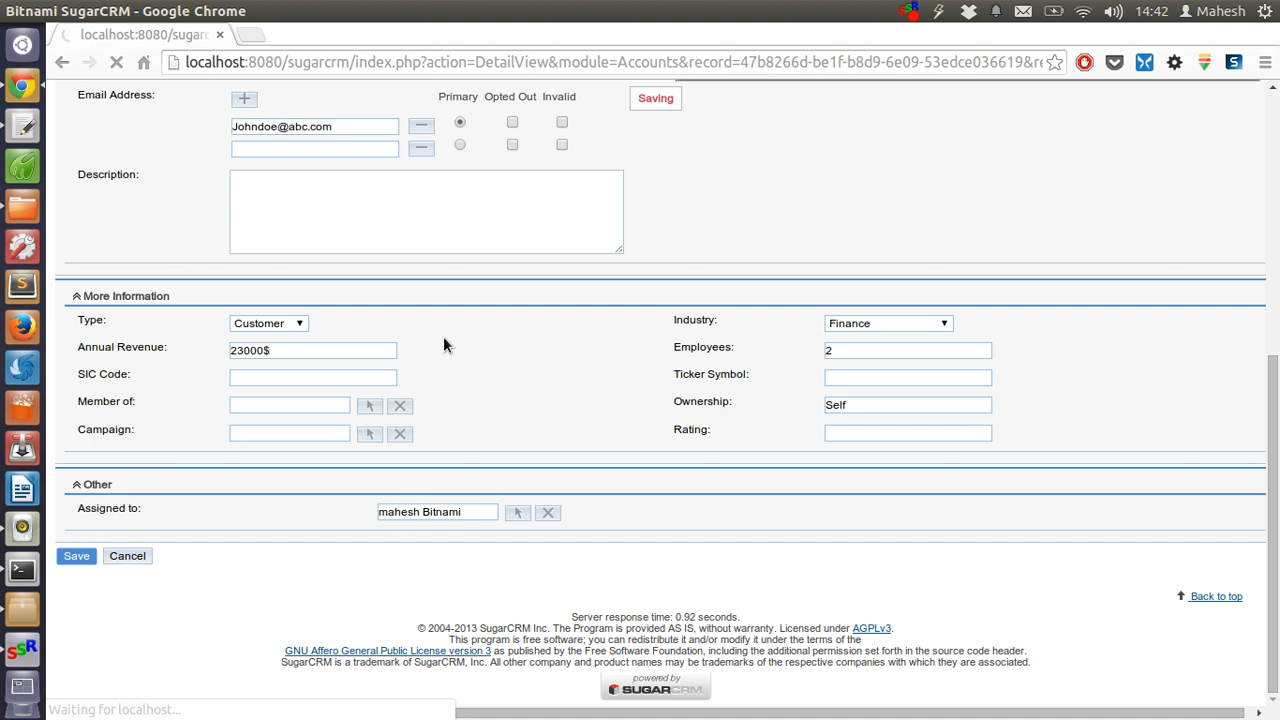 Bitnami SugarCRM - Google Chrome
14:42 Mahesh
localhost:8080/sugarc ×
localhost:8080/sugarcrm/index.php?action=DetailView&module=Accounts&record=47b8266d-be1f-b8d9-6e09-53edce036619&re
Email Address:
Primary Opted Out Invalid
Saving
Johndoe@abc.com
Description:
More Information
Type: Customer
Industry: Finance
Annual Revenue: 23000$
Employees: 2
SIC Code:
Ticker Symbol:
Member of:
Ownership: Self
Campaign:
Rating:
Other
Assigned to: mahesh Bitnami
Save Cancel
Back to top
Server response time: 0.92 seconds.
© 2004-2013 SugarCRM Inc. The Program is provided AS IS, without warranty. Licensed under AGPLv3.
This program is free software; you can redistribute it and/or modify it under the terms of the
GNU Affero General Public License version 3 as published by the Free Software Foundation, including the additional permission set forth in the source code header.
SugarCRM is a trademark of SugarCRM, Inc. All other company and product names may be trademarks of the respective companies with which they are associated.
powered by
SUGARCRM
Waiting for localhost...